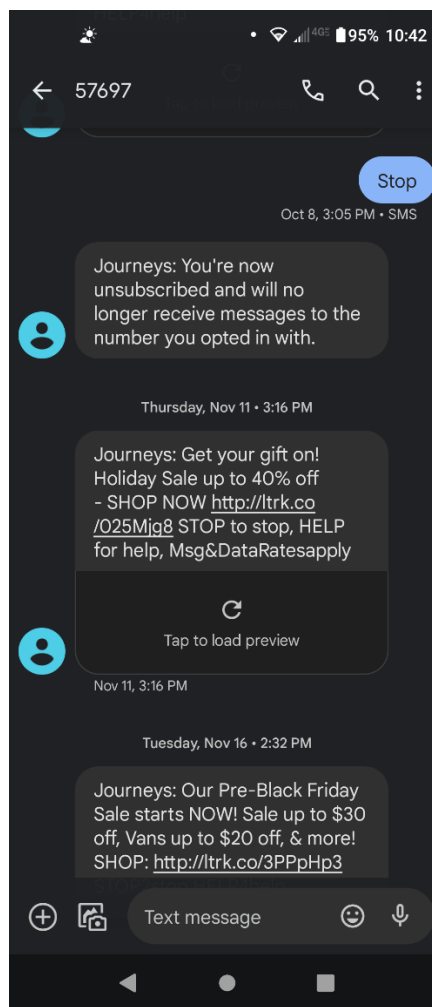 4GE 95% 10:42
57697
Stop
Oct 8, 3:05 PM • SMS
Journeys: You're now
unsubscribed and will no
longer receive messages to the
number you opted in with.
Thursday, Nov 11 • 3:16 PM
Journeys: Get your gift on!
Holiday Sale up to 40% off
- SHOP NOW http://ltrk.co
/025Mjg8 STOP to stop, HELP
for help, Msg&DataRatesapply
Tap to load preview
Nov 11, 3:16 PM
Tuesday, Nov 16 • 2:32 PM
Journeys: Our Pre-Black Friday
Sale starts NOW! Sale up to $30
off, Vans up to $20 off, & more!
SHOP: http://ltrk.co/3PPpHp3
Text message